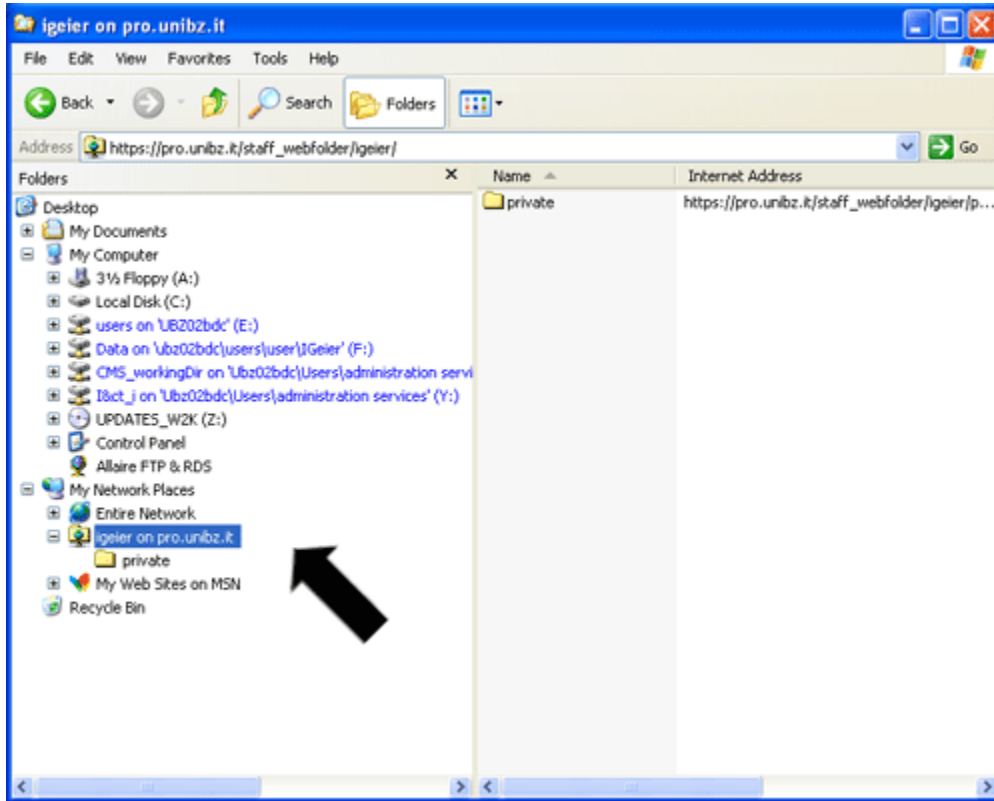 igeier on pro.unibz.it
File Edit View Favorites Tools Help
Back Search Folders
Address https://pro.unibz.it/staff_webfolder/igeier/ Go
Folders
Name Internet Address
Desktop
private https://pro.unibz.it/staff_webfolder/igeier/p...
My Documents
My Computer
3½ Floppy (A:)
Local Disk (C:)
users on 'UBZ02bdc' (E:)
Data on 'ubz02bdc\users\user\IGeier' (F:)
CMS_workingDir on 'Ubz02bdc\Users\administration servi
I&ct_j on 'Ubz02bdc\Users\administration services' (Y:)
UPDATES_W2K (Z:)
Control Panel
Allaire FTP & RDS
My Network Places
Entire Network
igeier on pro.unibz.it
private
My Web Sites on MSN
Recycle Bin